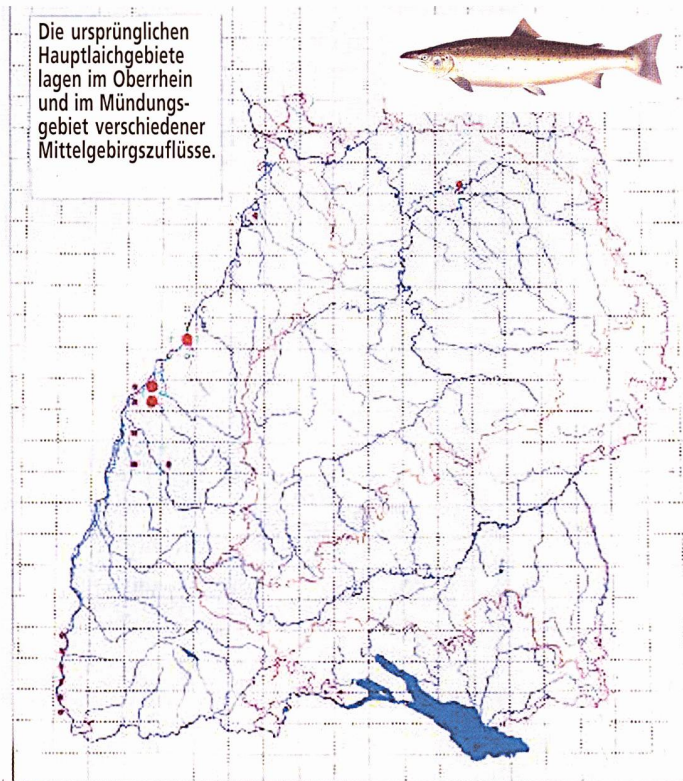 Die ursprünglichen
Hauptlaichgebiete
lagen im Oberrhein
und im Mündungs-
gebiet verschiedener
Mittelgebirgszuflüsse.